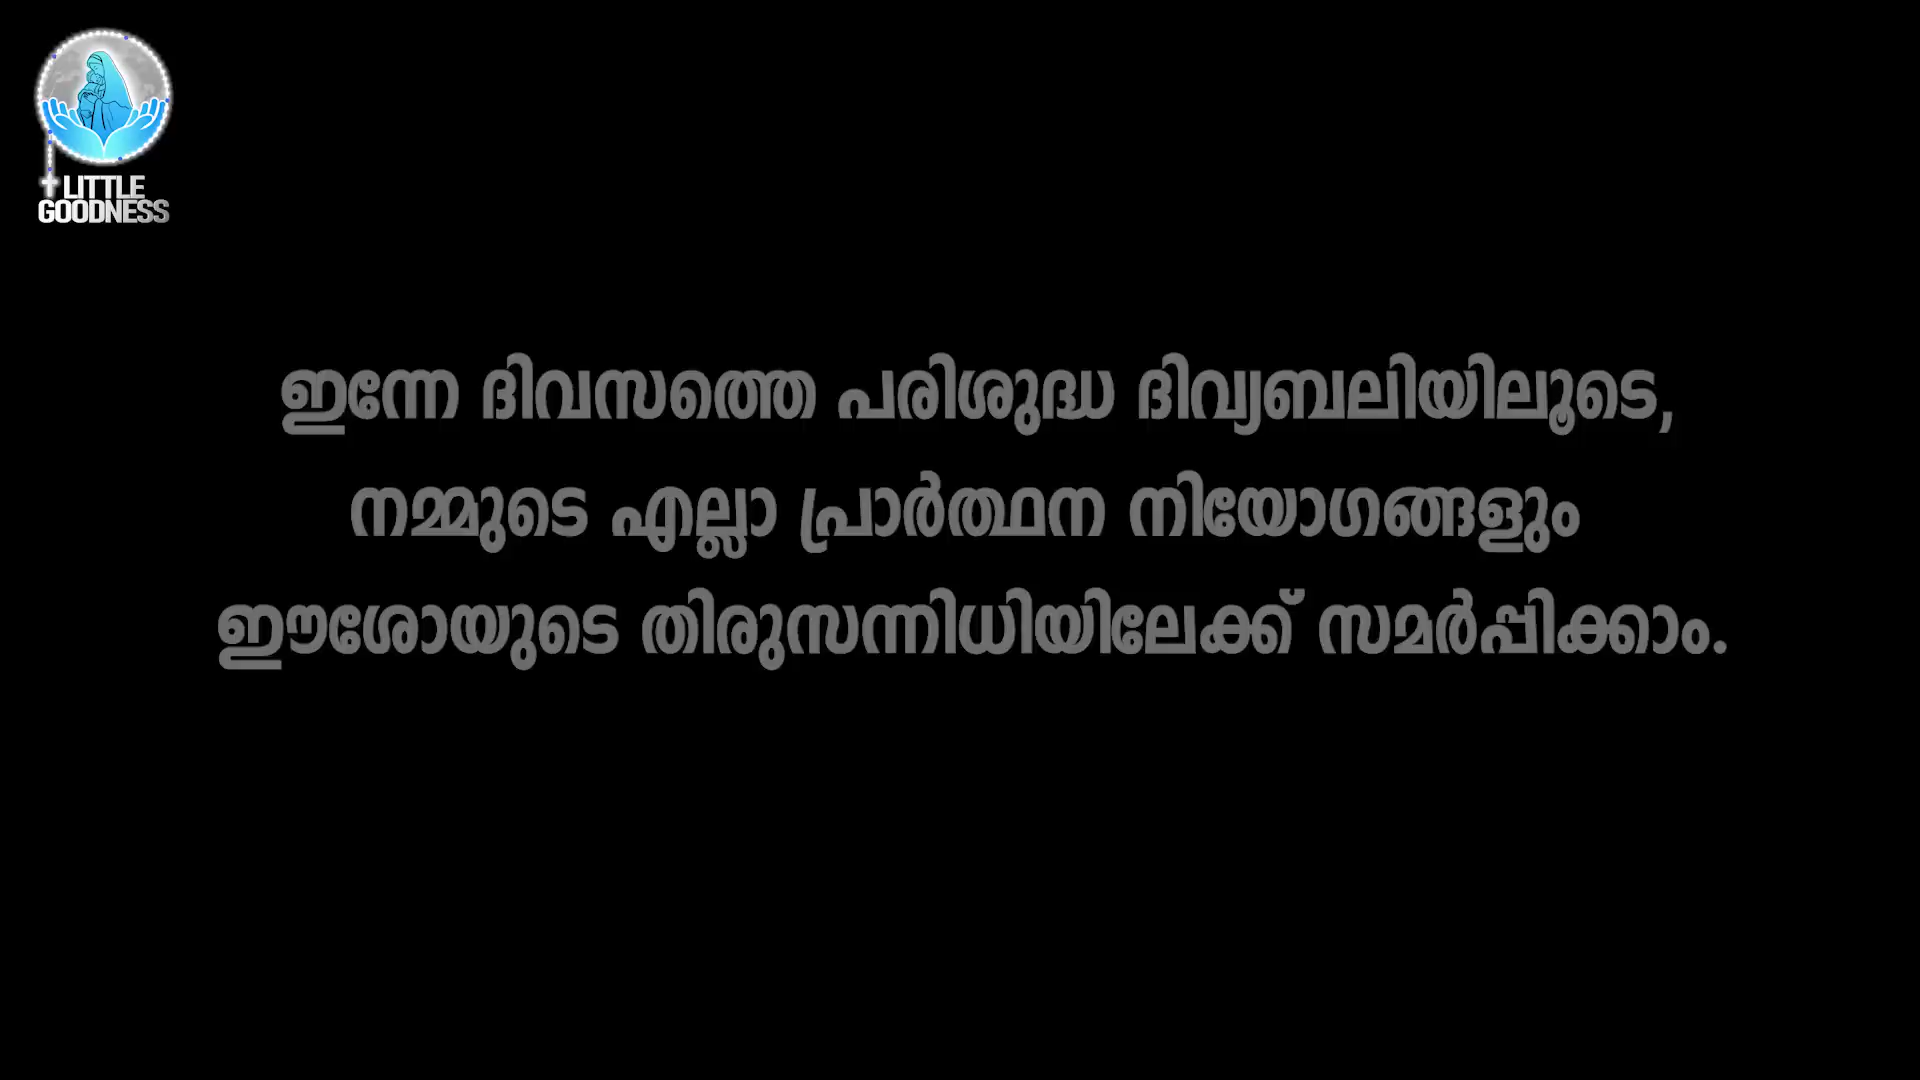 LITTLE
GOODNESS
ഇന്നേ ദിവസത്തെ പരിശുദ്ധ ദിവ്യബലിയിലൂടെ,
നമ്മുടെ എല്ലാ പ്രാർത്ഥന നിയോഗങ്ങളും
ഈശോയുടെ തിരുസന്നിധിയിലേക്ക് സമർപ്പിക്കാം.